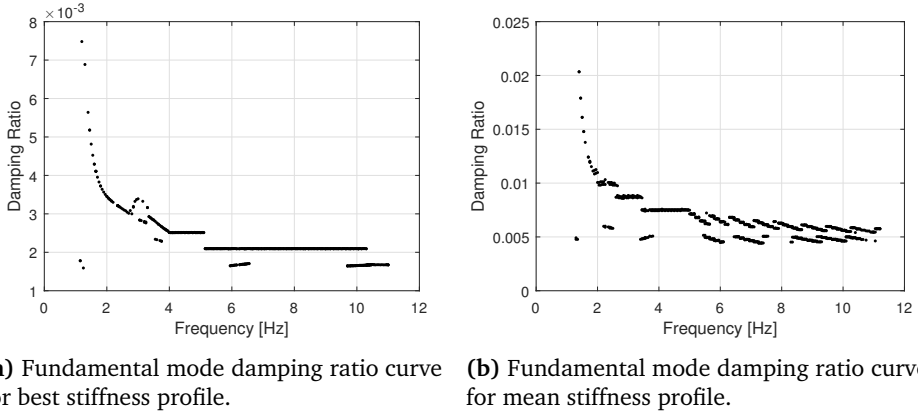 ×10⁻³
8
7
6
5
4
3
2
1
Damping Ratio
0 2 4 6 8 10 12
Frequency [Hz]
0.025
0.02
0.015
0.01
0.005
0
Damping Ratio
0 2 4 6 8 10 12
Frequency [Hz]
) Fundamental mode damping ratio curve
r best stiffness profile.
(b) Fundamental mode damping ratio curve
for mean stiffness profile.